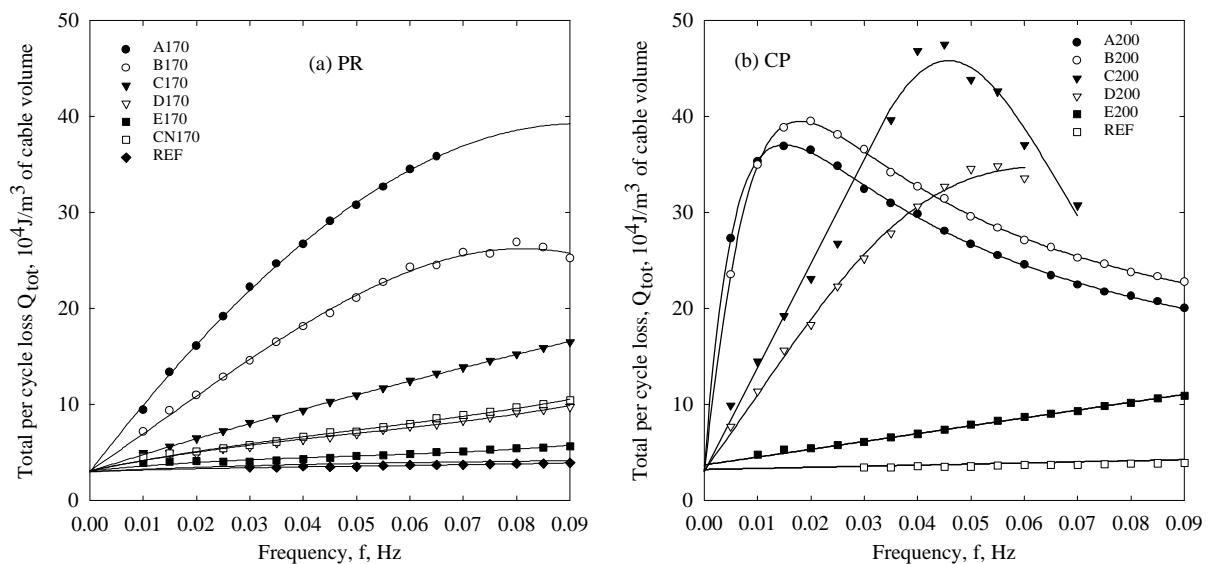 Total per cycle loss Q_tot, 10^4J/m^3 of cable volume
50
40
30
20
10
0
A170
B170
C170
D170
E170
CN170
REF
(a) PR
0.00 0.01 0.02 0.03 0.04 0.05 0.06 0.07 0.08 0.09
Frequency, f, Hz
Total per cycle loss, Q_tot, 10^4J/m^3 of cable volume
50
40
30
20
10
0
(b) CP
A200
B200
C200
D200
E200
REF
0.00 0.01 0.02 0.03 0.04 0.05 0.06 0.07 0.08 0.09
Frequency, f, Hz